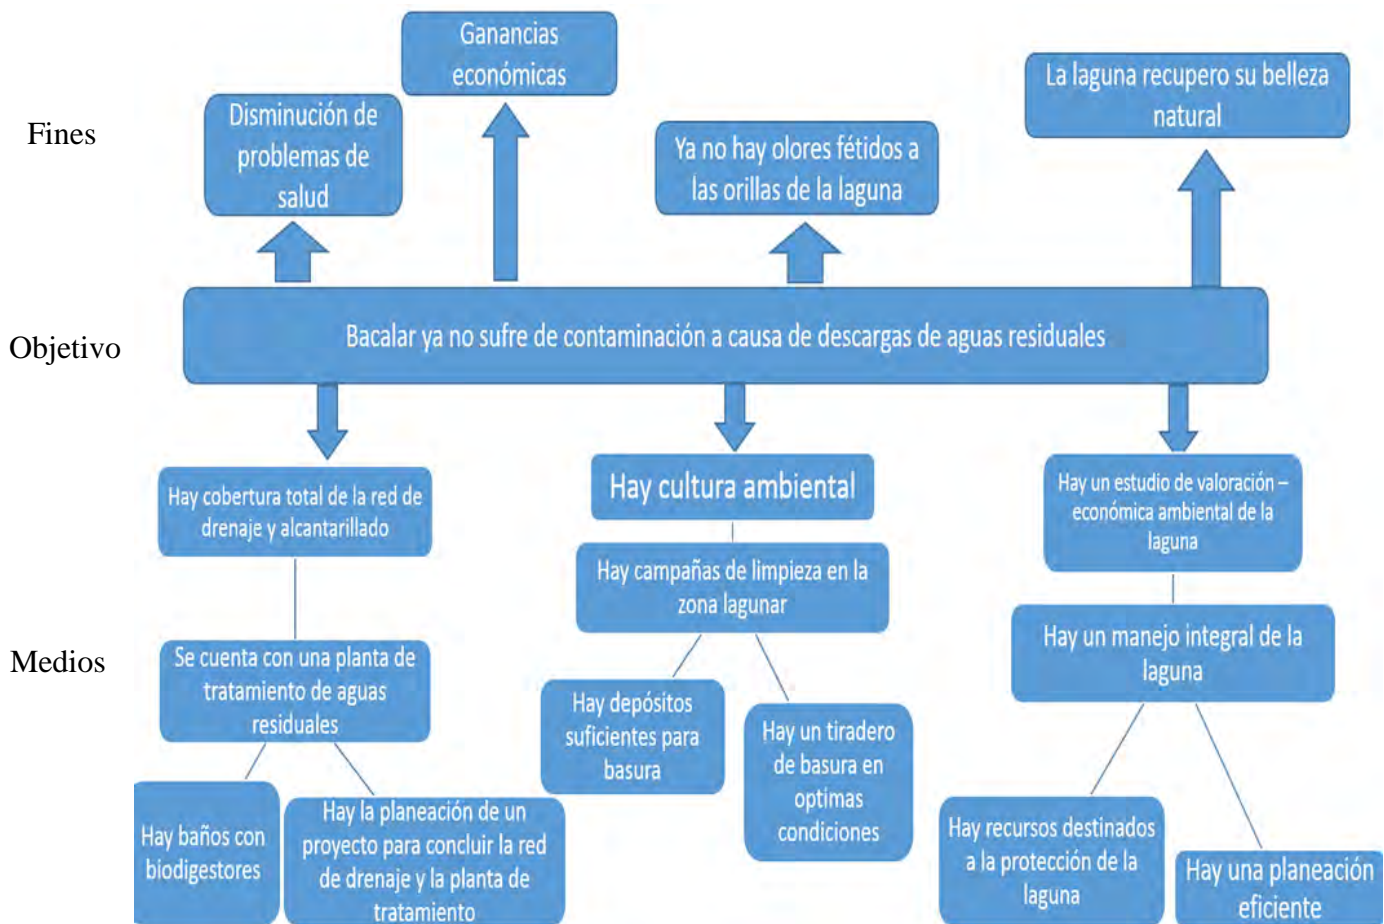 Fines
Ganancias
económicas
Disminución de
problemas de
salud
Ya no hay olores fétidos a
las orillas de la laguna
La laguna recupero su belleza
natural
Objetivo
Bacalar ya no sufre de contaminación a causa de descargas de aguas residuales
Medios
Hay cobertura total de la red de
drenaje y alcantarillado
Se cuenta con una planta de
tratamiento de aguas
residuales
Hay baños con
biodigestores
Hay la planeación de un
proyecto para concluir la red
de drenaje y la planta de
tratamiento
Hay cultura ambiental
Hay campañas de limpieza en la
zona lagunar
Hay depósitos
suficientes para
basura
Hay un tiradero
de basura en
optimas
condiciones
Hay un estudio de valoración –
económica ambiental de la
laguna
Hay un manejo integral de la
laguna
Hay recursos destinados
a la protección de la
laguna
Hay una planeación
eficiente